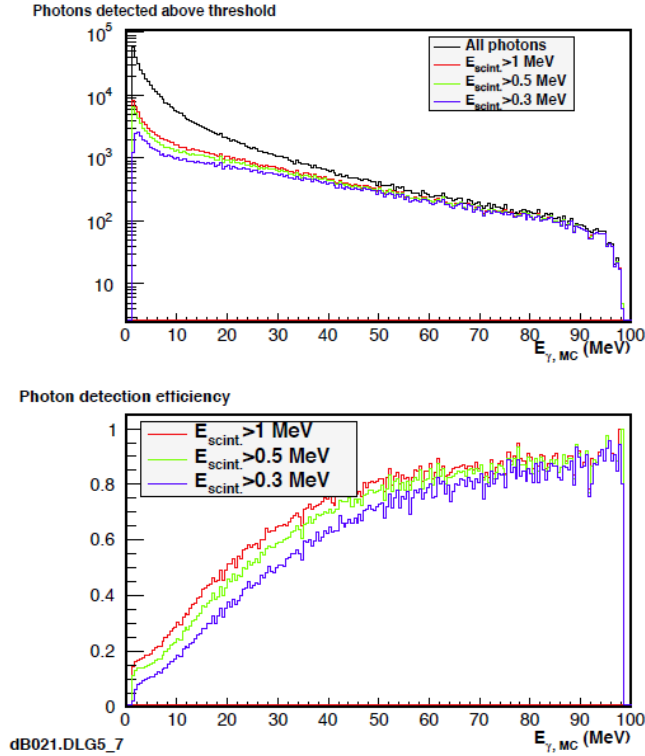 Photons detected above threshold
10^5
All photons
E_scint.>1 MeV
E_scint.>0.5 MeV
E_scint.>0.3 MeV
10^4
10^3
10^2
10
0 10 20 30 40 50 60 70 80 90 100
E_γ, MC (MeV)
Photon detection efficiency
1
E_scint.>1 MeV
E_scint.>0.5 MeV
E_scint.>0.3 MeV
0.8
0.6
0.4
0.2
0
0 10 20 30 40 50 60 70 80 90 100
E_γ, MC (MeV)
dB021.DLG5_7